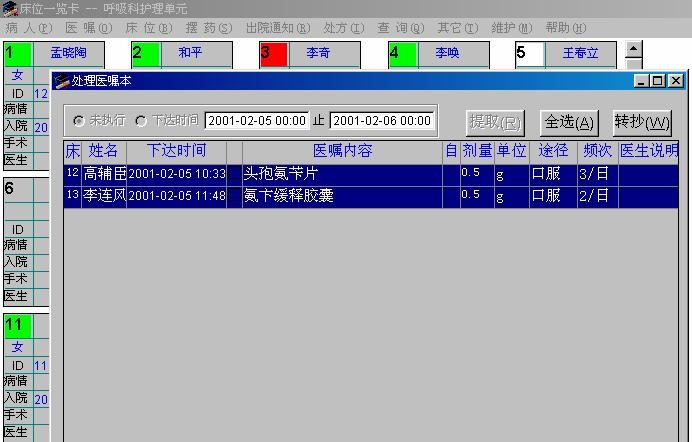 床位一览卡 -- 呼吸科护理单元
病 人(P) 医 嘱(O) 床 位(B) 摆 药(S) 出院通知(R) 处方(I) 查 询(Q) 其它(T) 维护(M) 帮助(H)
1 孟晓陶 2 和平 3 李奇 4 李唤 5 王春立
女
ID 12
病情
入院 20
手术
医生
处理医嘱本
未执行 下达时间 2001-02-05 00:00 止 2001-02-06 00:00 提取(R) 全选(A) 转抄(W)
床 姓名 下达时间 医嘱内容 自 剂量 单位 途径 频次 医生说明
12 高辅臣 2001-02-05 10:33 头孢氨苄片 0.5 g 口服 3/日
13 李连风 2001-02-05 11:48 氨卞缓释胶囊 0.5 g 口服 2/日
6
ID
病情
入院
手术
医生
11
女
ID 11
病情
入院 20
手术
医生